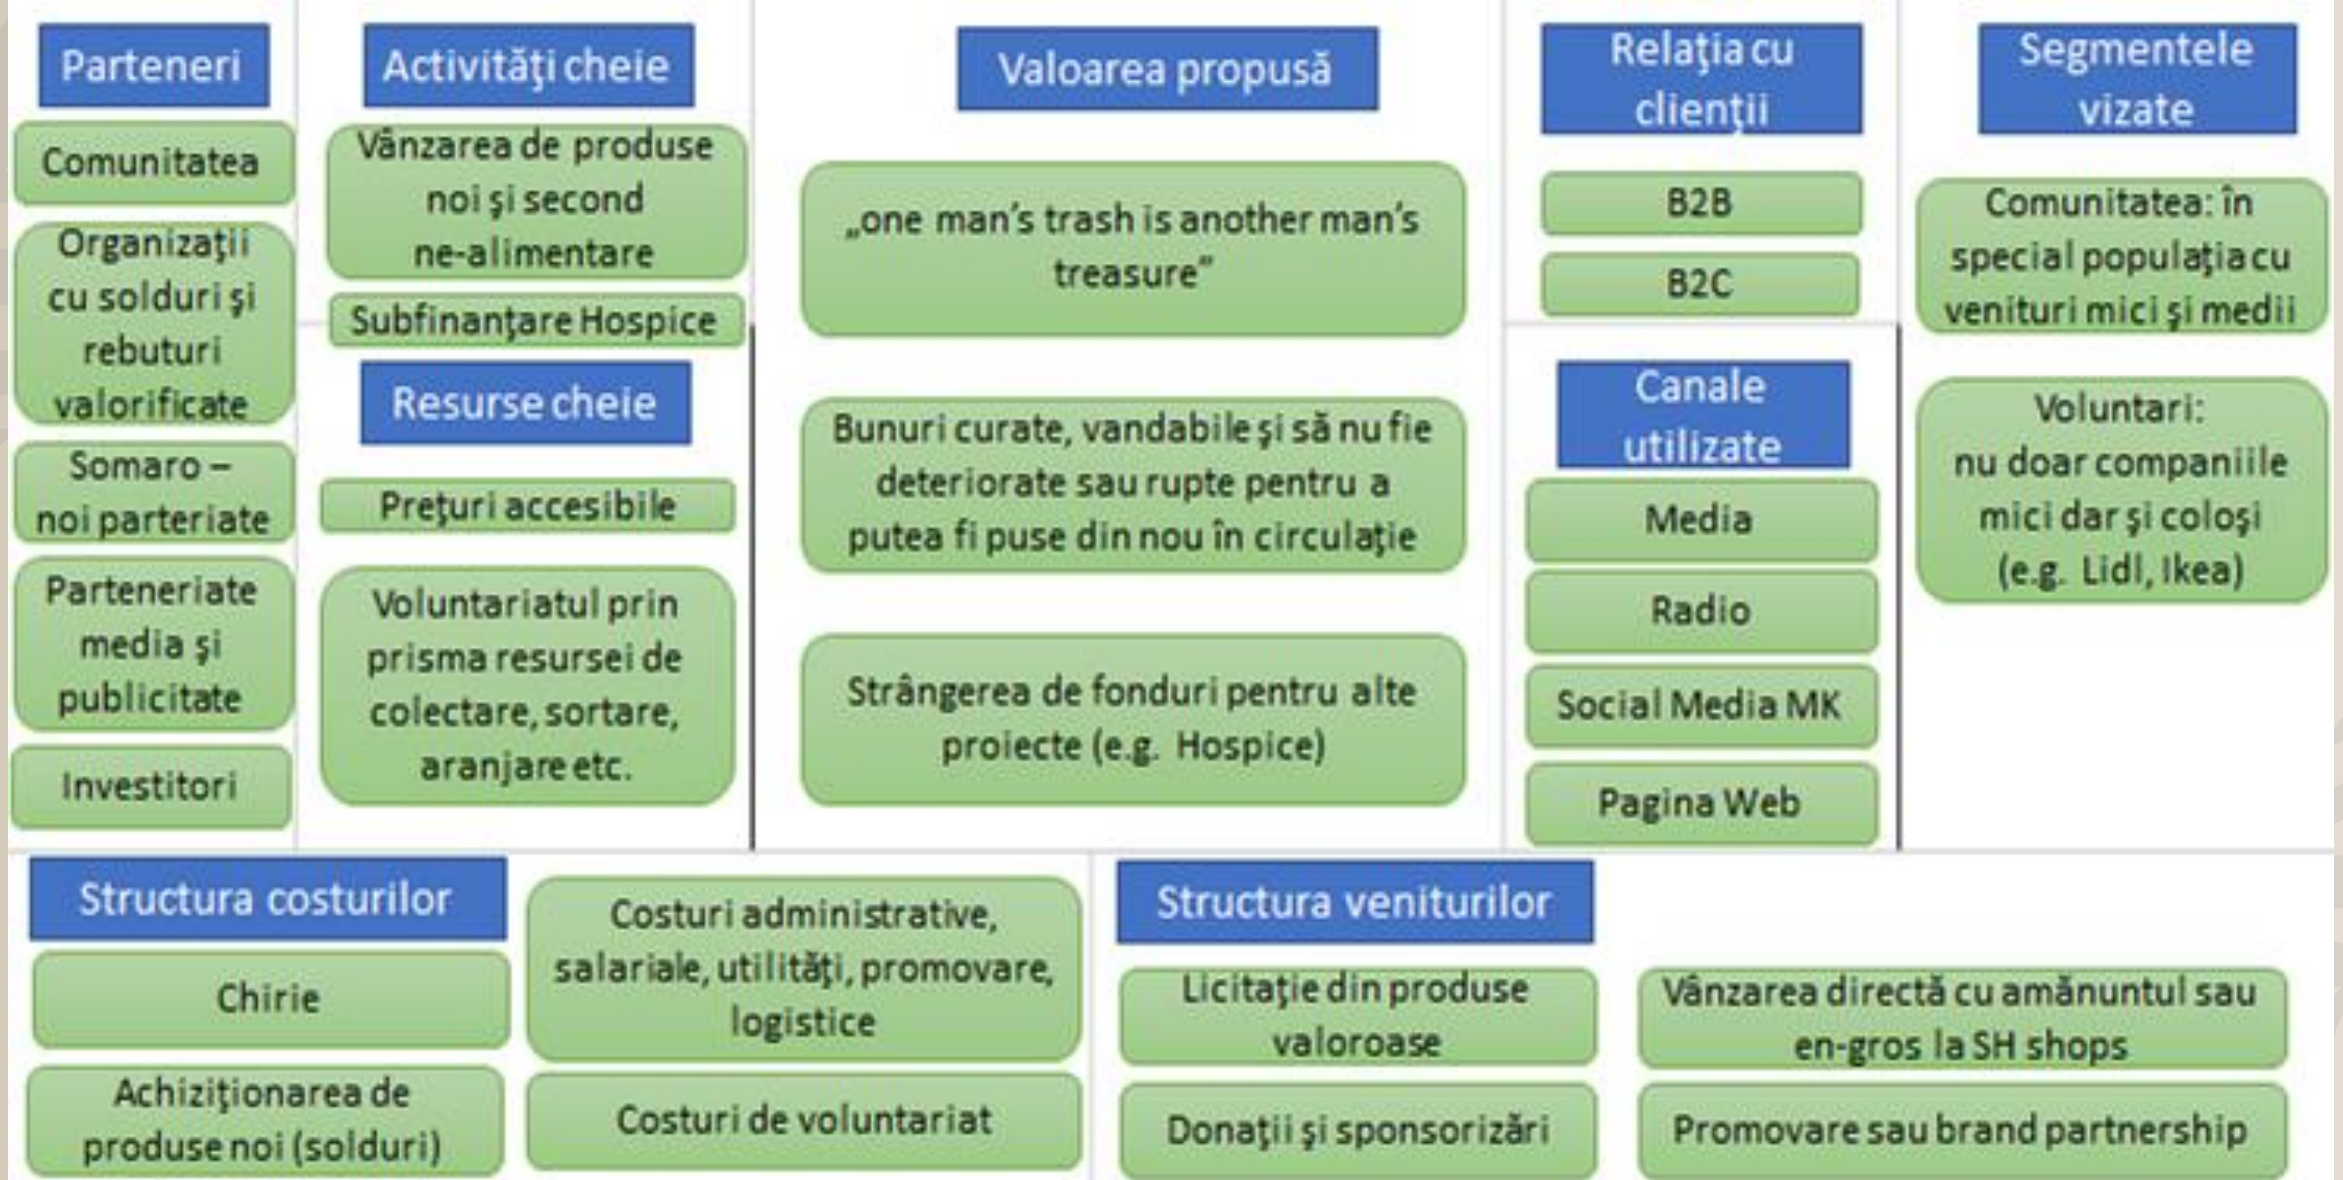 Parteneri
Comunitatea
Organizaţii
cu solduri şi
rebuturi
valorificate
Somaro –
noi parteriate
Parteneriate
media şi
publicitate
Investitori
Activităţi cheie
Vânzarea de produse
noi şi second
ne-alimentare
Subfinanţare Hospice
Resurse cheie
Preţuri accesibile
Voluntariatul prin
prisma resursei de
colectare, sortare,
aranjare etc.
Valoarea propusă
„one man’s trash is another man’s
treasure”
Bunuri curate, vandabile şi să nu fie
deteriorate sau rupte pentru a
putea fi puse din nou în circulaţie
Strângerea de fonduri pentru alte
proiecte (e.g. Hospice)
Relaţia cu
clienţii
B2B
B2C
Canale
utilizate
Media
Radio
Social Media MK
Pagina Web
Segmentele
vizate
Comunitatea: în
special populaţia cu
venituri mici şi medii
Voluntari:
nu doar companiile
mici dar şi coloşi
(e.g. Lidl, Ikea)
Structura costurilor
Chirie
Achiziţionarea de
produse noi (solduri)
Costuri administrative,
salariale, utilităţi, promovare,
logistice
Costuri de voluntariat
Structura veniturilor
Licitaţie din produse
valoroase
Donaţii şi sponsorizări
Vânzarea directă cu amănuntul sau
en-gros la SH shops
Promovare sau brand partnership